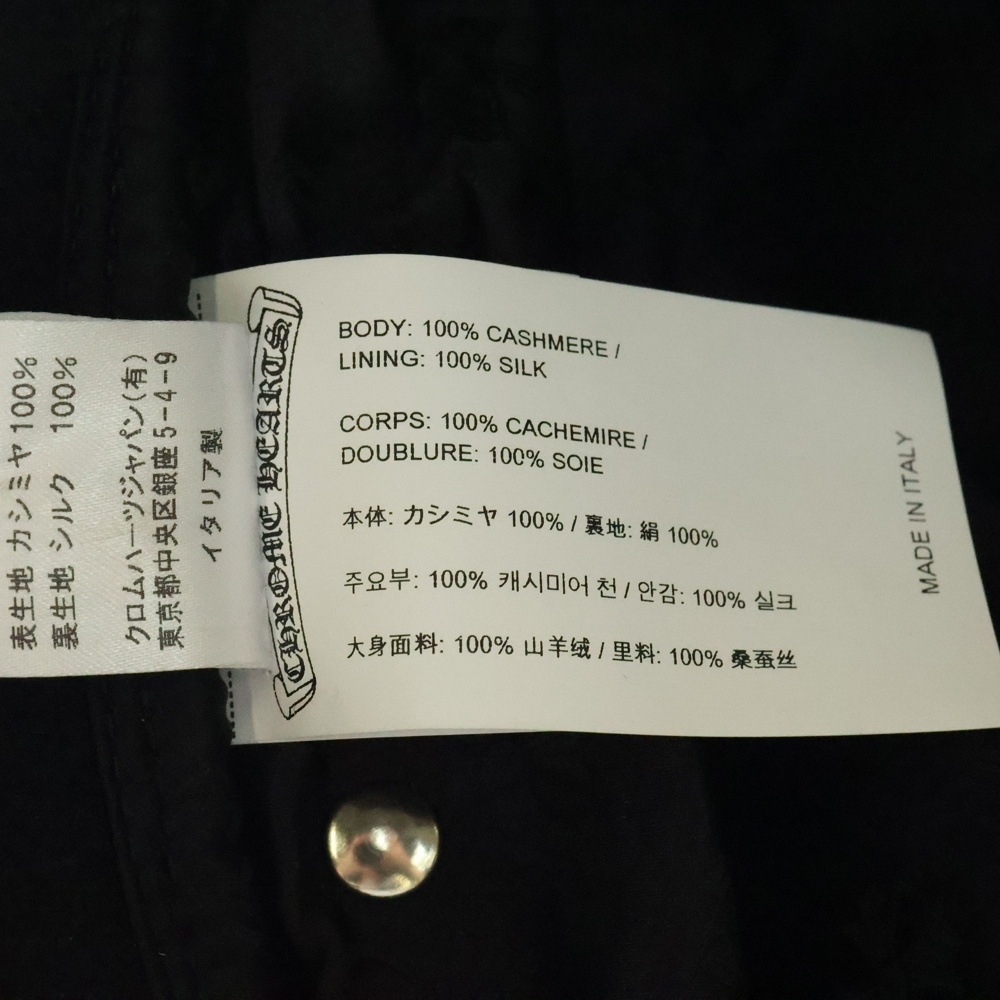 表生地 カシミヤ100%
裏生地 シルク 100%
クロムハーツジャパン(有)
東京都中央区銀座5-4-9
イタリア製
CHROME HEARTS
BODY: 100% CASHMERE /
LINING: 100% SILK
CORPS: 100% CACHEMIRE /
DOUBLURE: 100% SOIE
本体: カシミヤ 100% / 裏地: 絹 100%
주요부: 100% 캐시미어 천 / 안감: 100% 실크
大身面料: 100% 山羊绒 / 里料: 100% 桑蚕丝
MADE IN ITALY